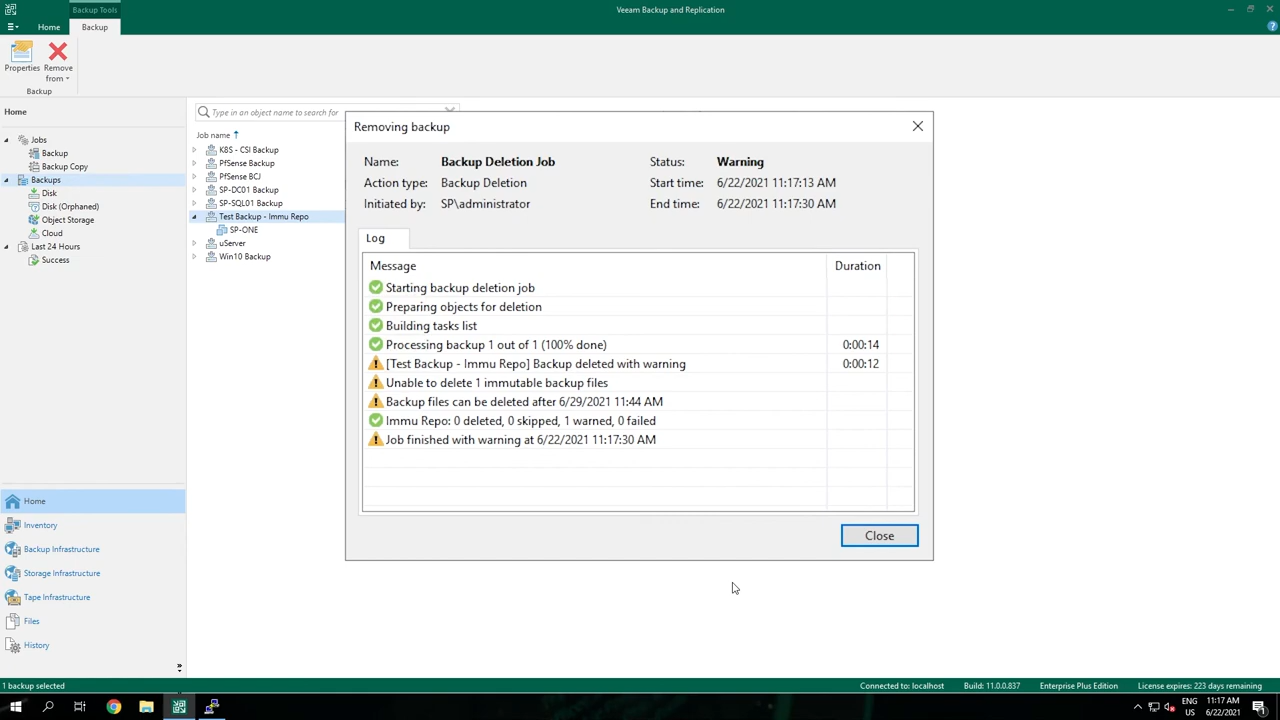 Backup Tools
Veeam Backup and Replication
Home
Backup
Properties
Remove from
Backup
Home
Type in an object name to search for
Jobs
Backup
Backup Copy
Backups
Disk
Disk (Orphaned)
Object Storage
Cloud
Last 24 Hours
Success
Job name
K8S - CSI Backup
PfSense Backup
PfSense BCJ
SP-DC01 Backup
SP-SQL01 Backup
Test Backup - Immu Repo
SP-ONE
uServer
Win10 Backup
Removing backup
Name: Backup Deletion Job
Status: Warning
Action type: Backup Deletion
Start time: 6/22/2021 11:17:13 AM
Initiated by: SP\administrator
End time: 6/22/2021 11:17:30 AM
Log
Message Duration
Starting backup deletion job
Preparing objects for deletion
Building tasks list
Processing backup 1 out of 1 (100% done) 0:00:14
[Test Backup - Immu Repo] Backup deleted with warning 0:00:12
Unable to delete 1 immutable backup files
Backup files can be deleted after 6/29/2021 11:44 AM
Immu Repo: 0 deleted, 0 skipped, 1 warned, 0 failed
Job finished with warning at 6/22/2021 11:17:30 AM
Close
Home
Inventory
Backup Infrastructure
Storage Infrastructure
Tape Infrastructure
Files
History
1 backup selected
Connected to: localhost
Build: 11.0.0.837
Enterprise Plus Edition
License expires: 223 days remaining
ENG
US
11:17 AM
6/22/2021
1